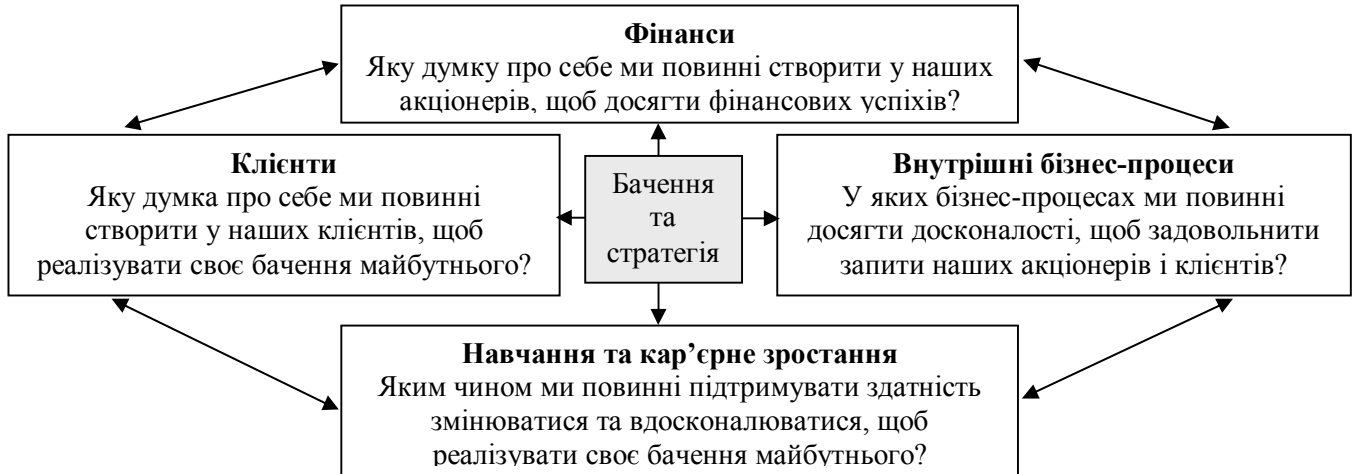 Фінанси
Яку думку про себе ми повинні створити у наших
акціонерів, щоб досягти фінансових успіхів?
Клієнти
Яку думка про себе ми повинні
створити у наших клієнтів, щоб
реалізувати своє бачення майбутнього?
Бачення
та
стратегія
Внутрішні бізнес-процеси
У яких бізнес-процесах ми повинні
досягти досконалості, щоб задовольнити
запити наших акціонерів і клієнтів?
Навчання та кар’єрне зростання
Яким чином ми повинні підтримувати здатність
змінюватися та вдосконалюватися, щоб
реалізувати своє бачення майбутнього?